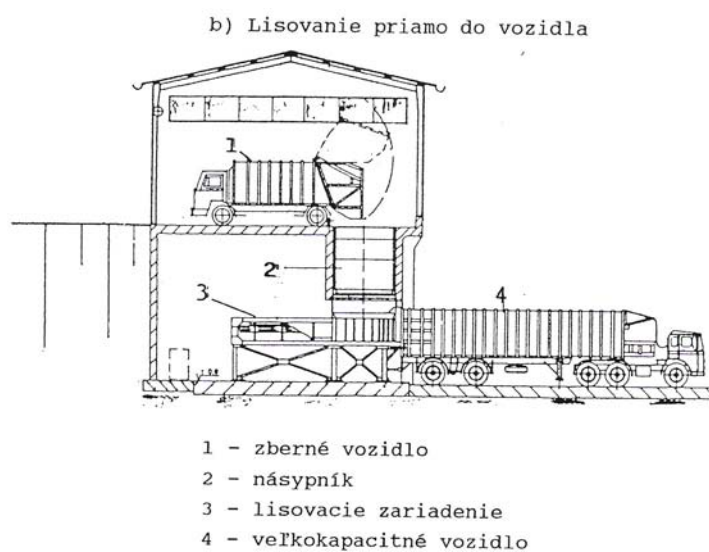 b) Lisovanie priamo do vozidla
1
2
3
4
1 - zberné vozidlo
2 - násypník
3 - lisovacie zariadenie
4 - veľkokapacitné vozidlo